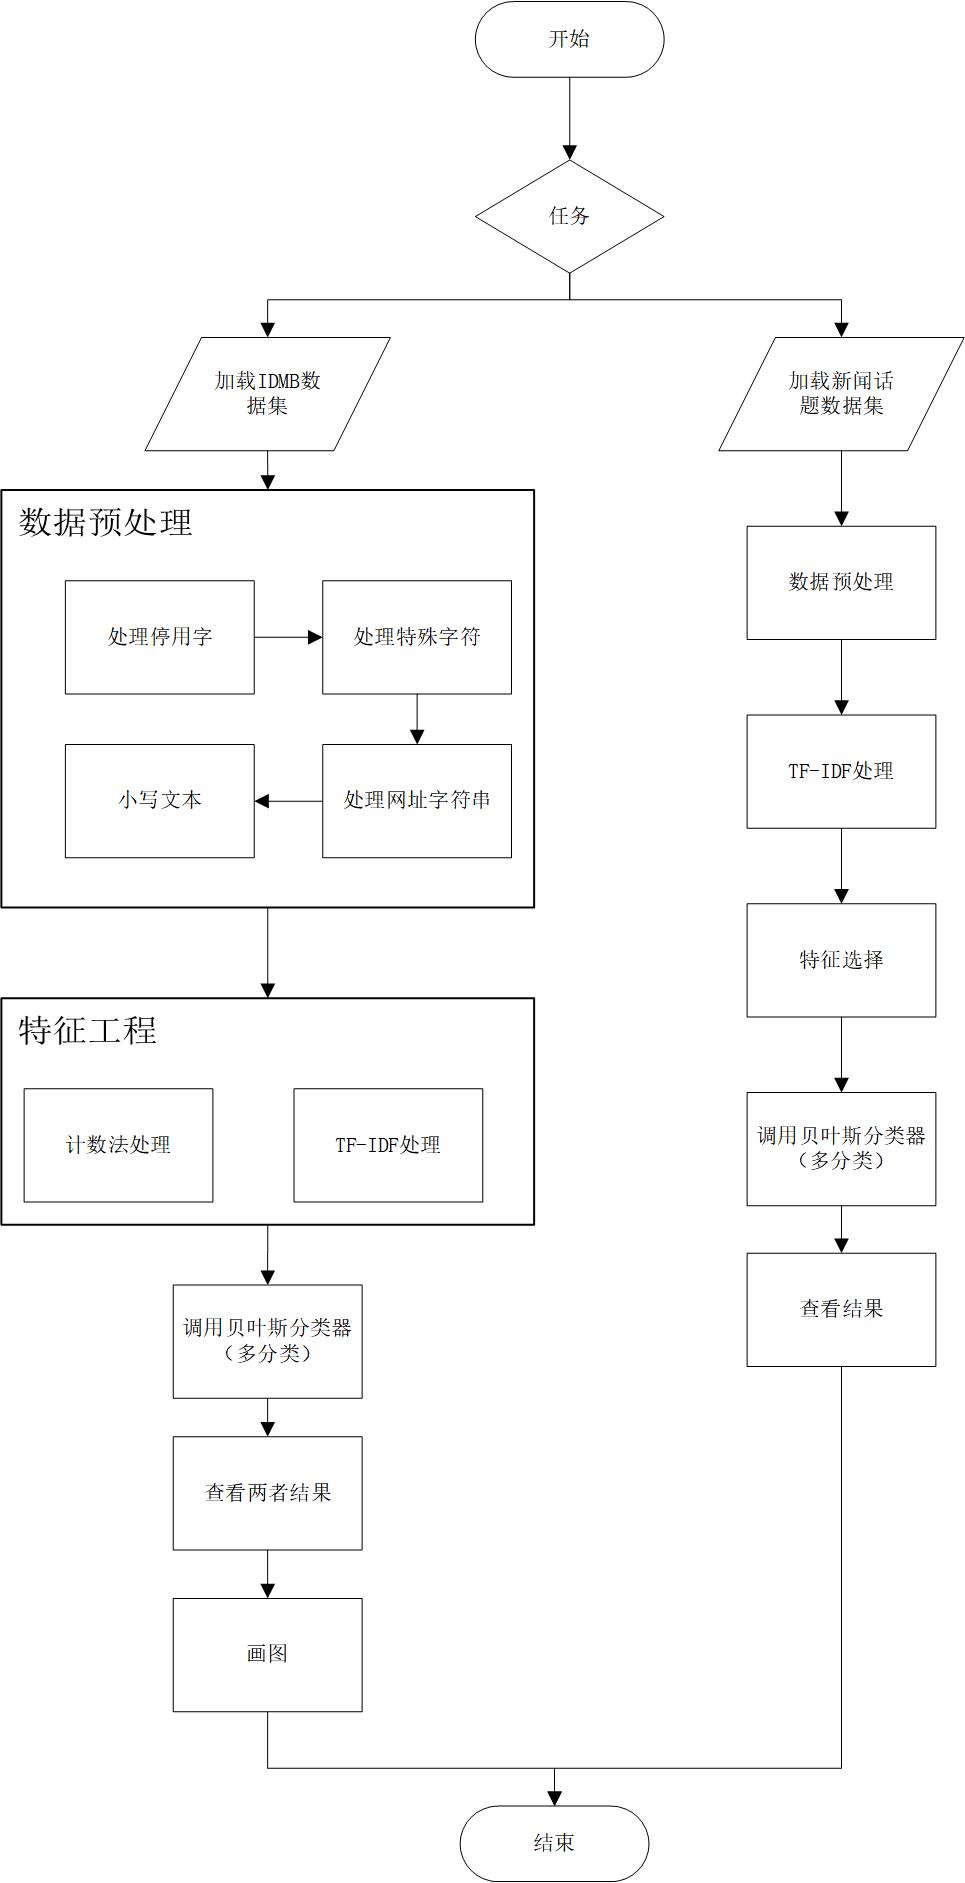 开始
任务
加载IDMB数
据集
加载新闻话
题数据集
数据预处理
处理停用字
处理特殊字符
小写文本
处理网址字符串
特征工程
计数法处理
TF-IDF处理
调用贝叶斯分类器
（多分类）
查看两者结果
画图
数据预处理
TF-IDF处理
特征选择
调用贝叶斯分类器
（多分类）
查看结果
结束